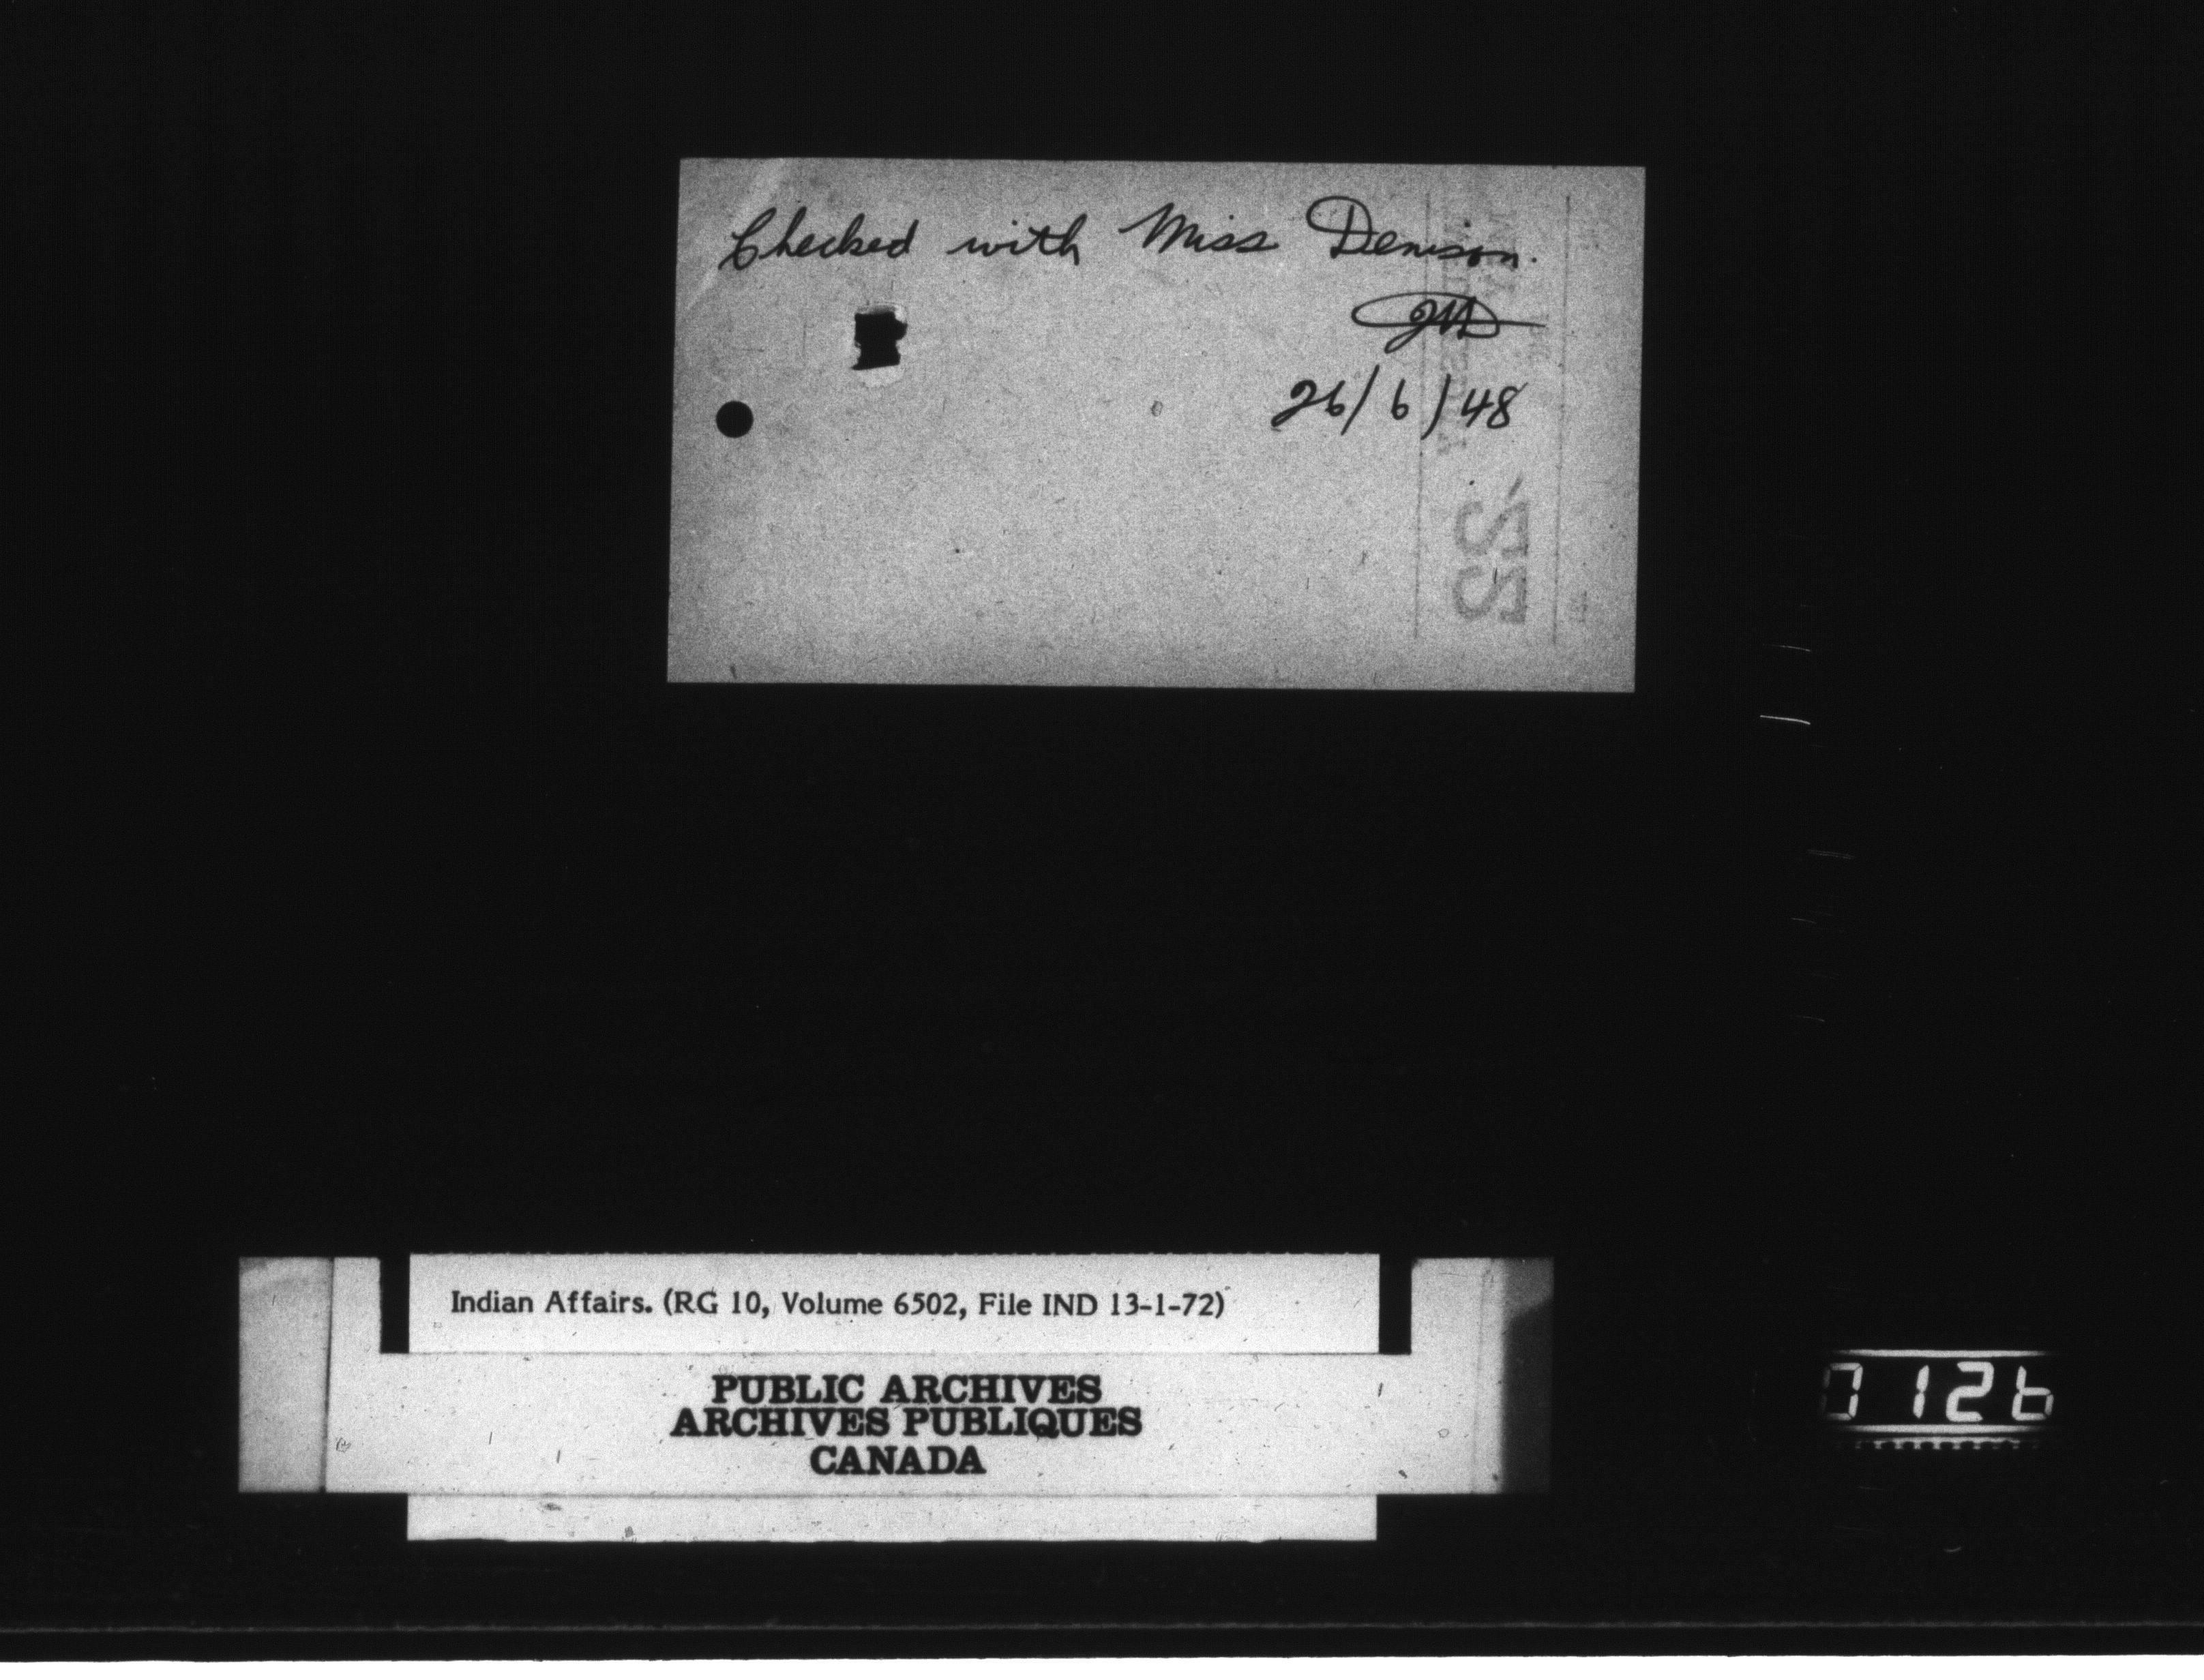 Checked with Miss Denison.
26/6/48
22
Indian Affairs. (RG 10, Volume 6502, File IND 13-1-72)
PUBLIC ARCHIVES
ARCHIVES PUBLIQUES
CANADA
0126